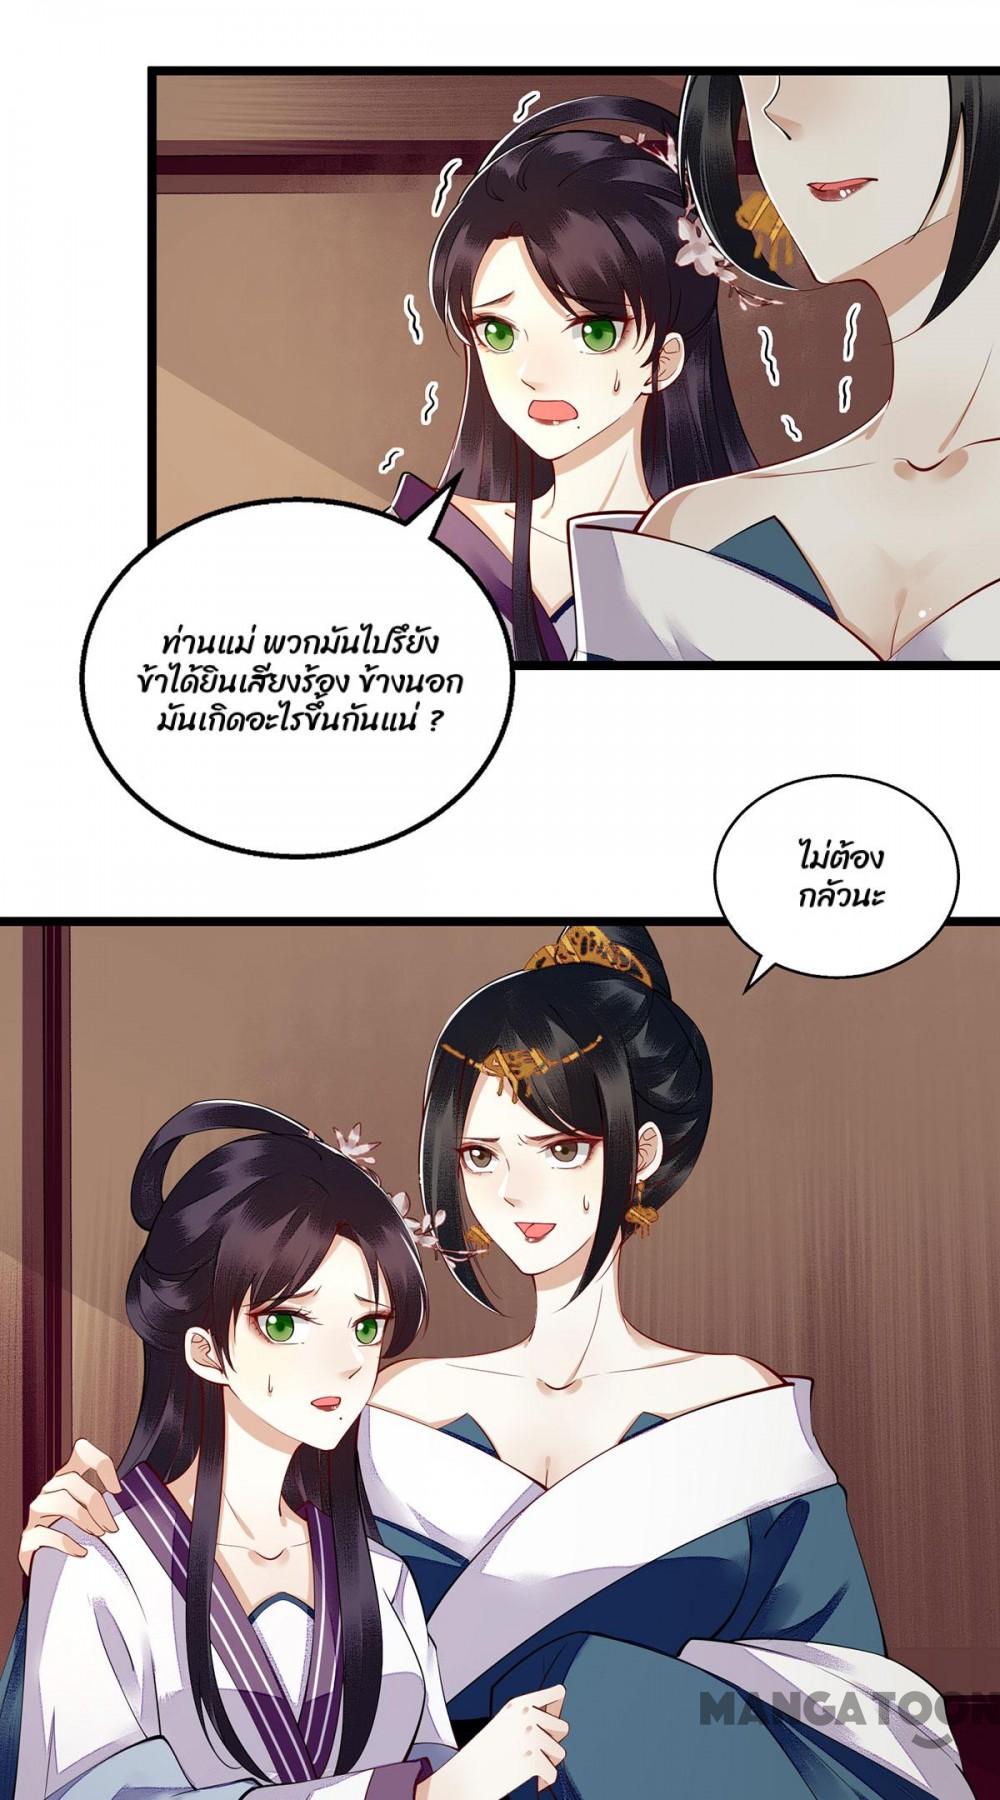 ท่านแม่ พวกมันไปรึยัง
ข้าได้ยินเสียงร้อง ข้างนอก
มันเกิดอะไรขึ้นกันแน่ ?
ไม่ต้อง
กลัวนะ
MANGATOON